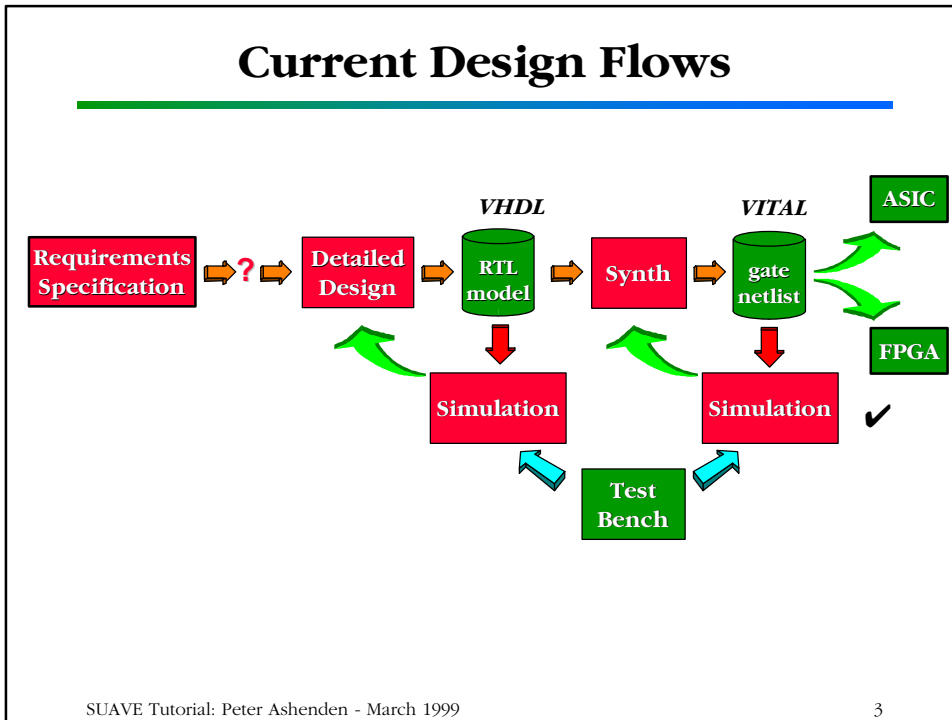 Current Design Flows
VHDL
VITAL
ASIC
Requirements
Specification
?
Detailed
Design
RTL
model
Synth
gate
netlist
FPGA
Simulation
Simulation
✔
Test
Bench
SUAVE Tutorial: Peter Ashenden - March 1999
3